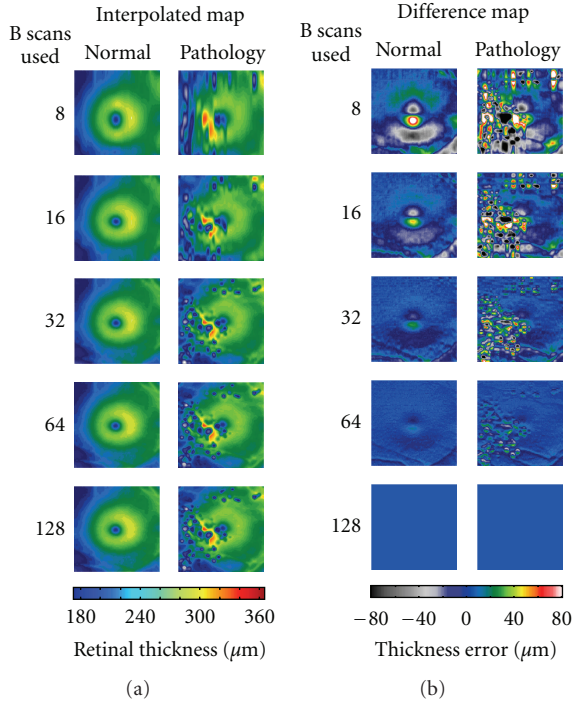 Interpolated map
B scans used
Normal
Pathology
8
16
32
64
128
180 240 300 360
Retinal thickness (μm)
(a)
Difference map
B scans used
Normal
Pathology
8
16
32
64
128
−80 −40 0 40 80
Thickness error (μm)
(b)